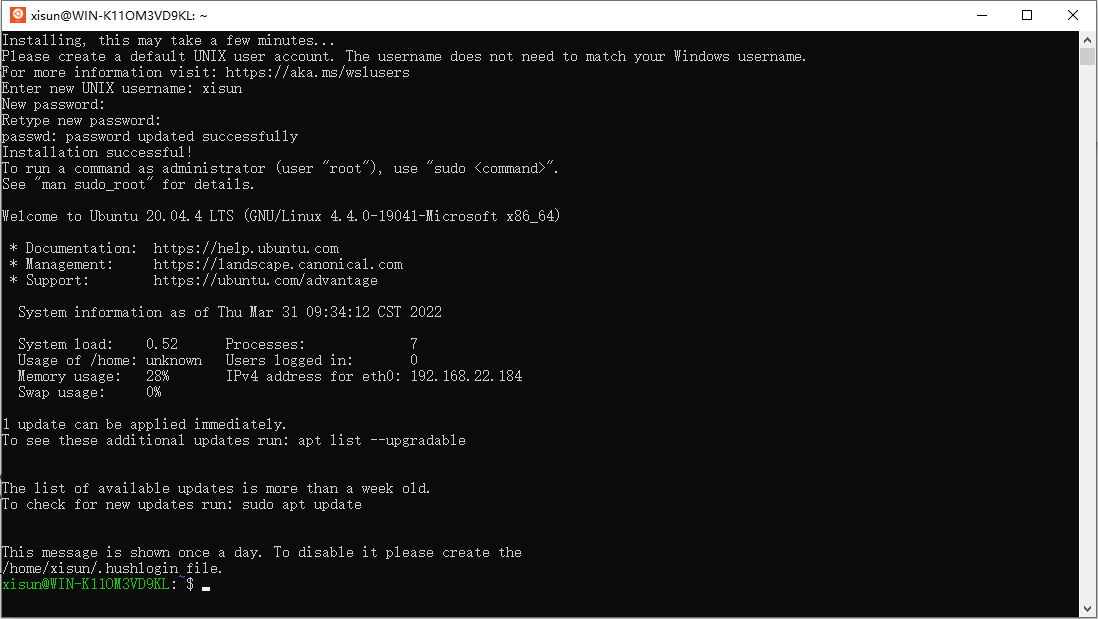 xisun@WIN-K11OM3VD9KL: ~
Installing, this may take a few minutes...
Please create a default UNIX user account. The username does not need to match your Windows username.
For more information visit: https://aka.ms/wslusers
Enter new UNIX username: xisun
New password:
Retype new password:
passwd: password updated successfully
Installation successful!
To run a command as administrator (user "root"), use "sudo <command>".
See "man sudo_root" for details.
Welcome to Ubuntu 20.04.4 LTS (GNU/Linux 4.4.0-19041-Microsoft x86_64)
* Documentation:  https://help.ubuntu.com
* Management:     https://landscape.canonical.com
* Support:        https://ubuntu.com/advantage
System information as of Thu Mar 31 09:34:12 CST 2022
System load:    0.52      Processes:             7
Usage of /home: unknown   Users logged in:       0
Memory usage:   28%       IPv4 address for eth0: 192.168.22.184
Swap usage:     0%
1 update can be applied immediately.
To see these additional updates run: apt list --upgradable
The list of available updates is more than a week old.
To check for new updates run: sudo apt update
This message is shown once a day. To disable it please create the
/home/xisun/.hushlogin file.
xisun@WIN-K11OM3VD9KL:~$